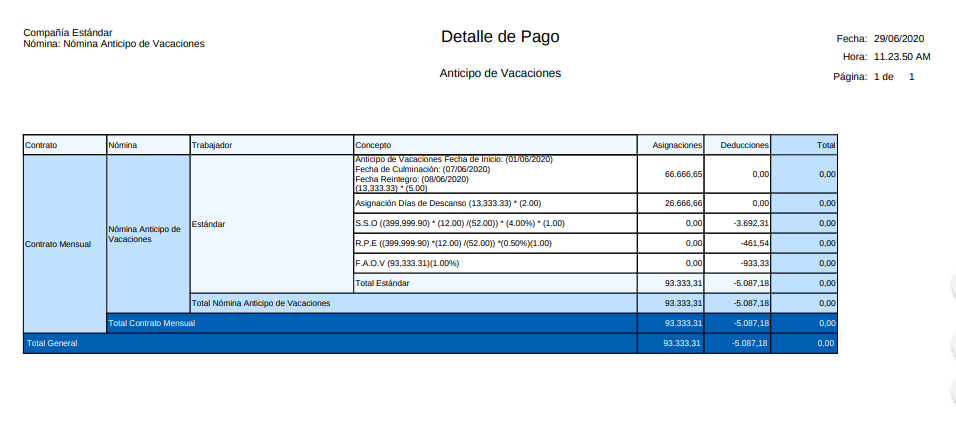 Compañía Estándar
Nómina: Nómina Anticipo de Vacaciones
Detalle de Pago
Anticipo de Vacaciones
Fecha: 29/06/2020
Hora: 11.23.50 AM
Página: 1 de 1
Contrato Nómina Trabajador Concepto Asignaciones Deducciones Total
Contrato Mensual
Nómina Anticipo de
Vacaciones
Estándar
Anticipo de Vacaciones Fecha de Inicio: (01/06/2020)
Fecha de Culminación: (07/06/2020)
Fecha Reintegro: (08/06/2020)
(13,333.33) * (5.00)
66.666,65 0,00 0,00
Asignación Días de Descanso (13,333.33) * (2.00) 26.666,66 0,00 0,00
S.S.O ((399,999.90) * (12.00) /(52.00)) * (4.00%) * (1.00) 0,00 -3.692,31 0,00
R.P.E ((399,999.90) *(12.00) /(52.00)) *(0.50%)(1.00) 0,00 -461,54 0,00
F.A.O.V (93,333.31)(1.00%) 0,00 -933,33 0,00
Total Estándar 93.333,31 -5.087,18 0,00
Total Nómina Anticipo de Vacaciones 93.333,31 -5.087,18 0,00
Total Contrato Mensual 93.333,31 -5.087,18 0,00
Total General 93.333,31 -5.087,18 0,00